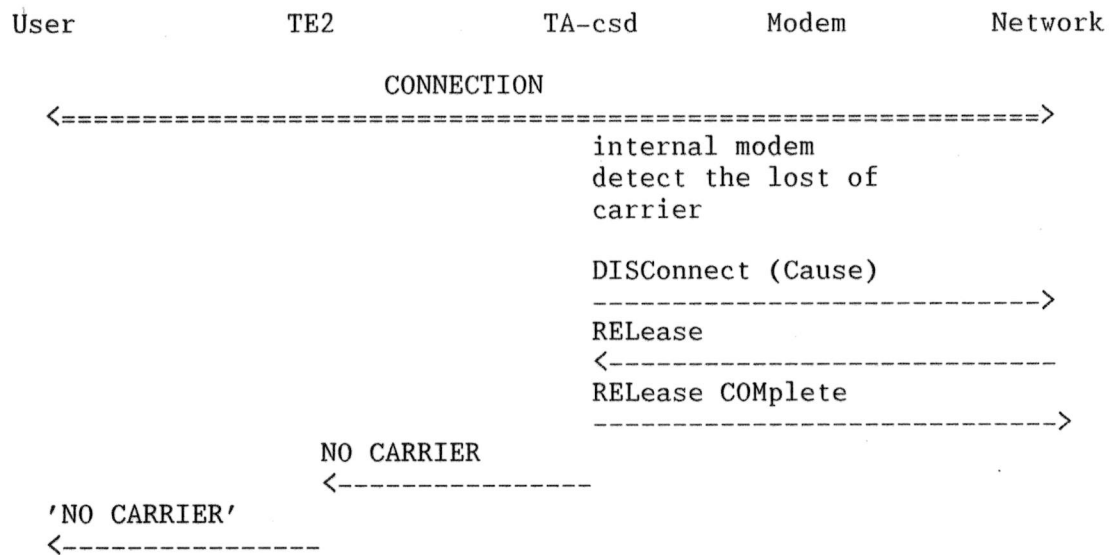 User TE2 TA-csd Modem Network
CONNECTION
<==============================================================>
internal modem
detect the lost of
carrier
DISConnect (Cause)
---------------------------->
RELease
<----------------------------
RELease COMplete
------------------------------>
NO CARRIER
<----------------
'NO CARRIER'
<----------------